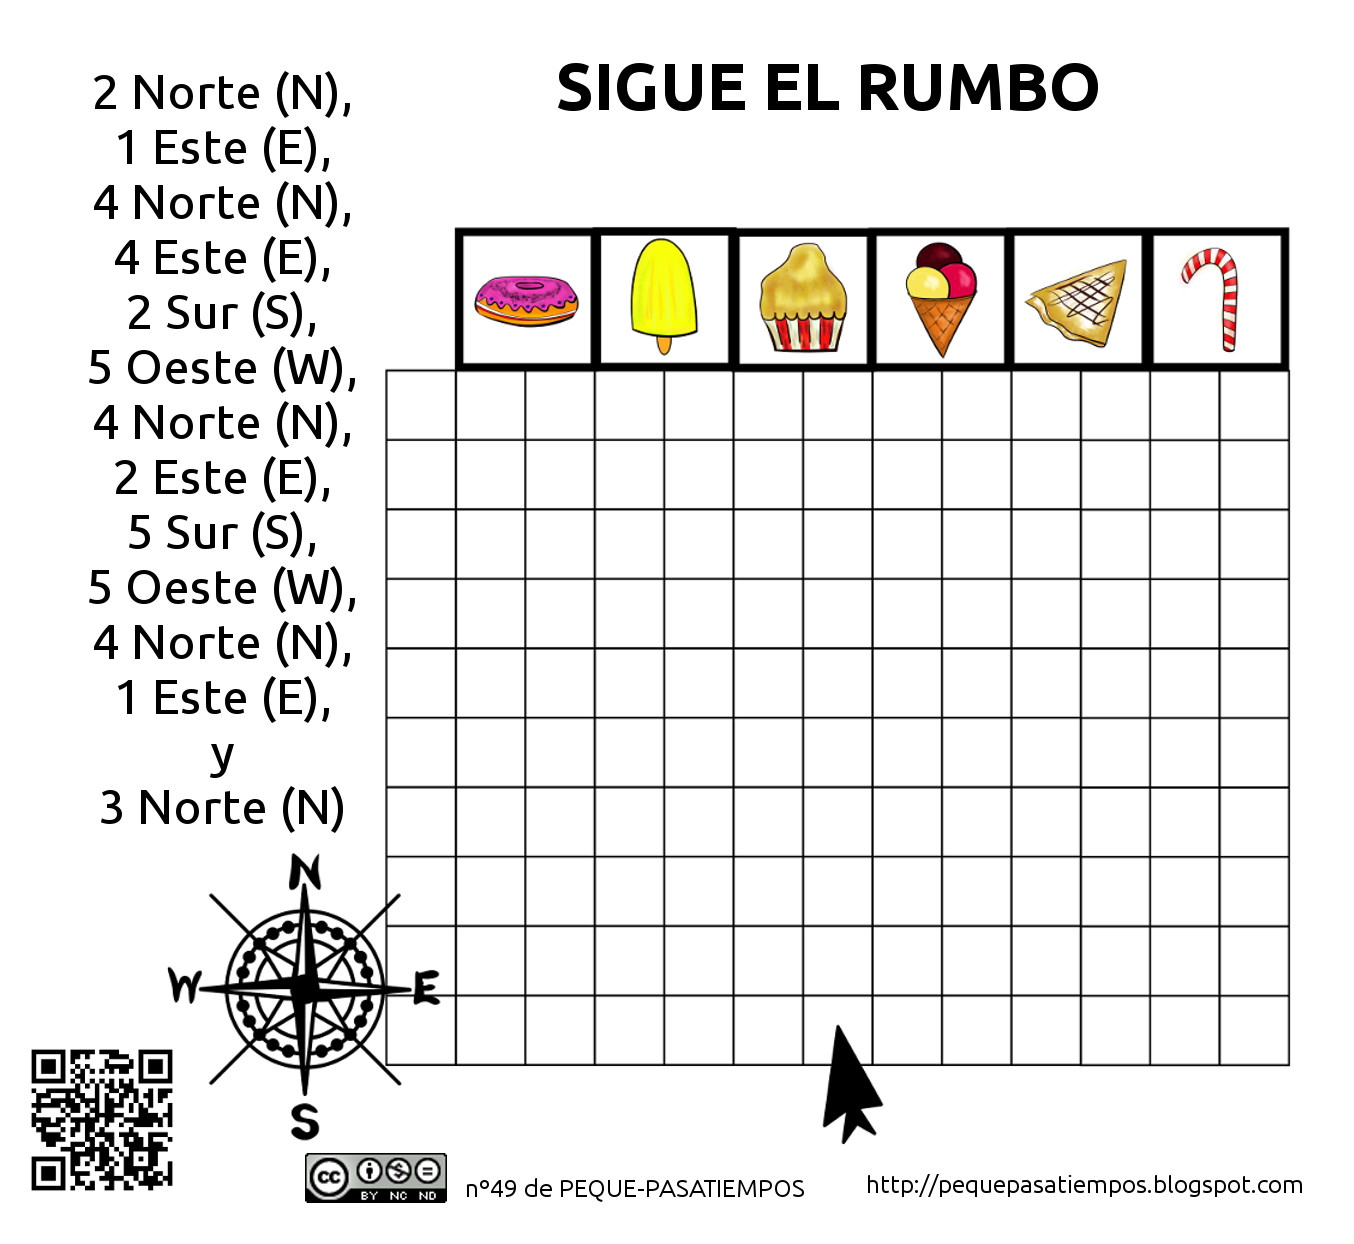 SIGUE EL RUMBO
2 Norte (N),
1 Este (E),
4 Norte (N),
4 Este (E),
2 Sur (S),
5 Oeste (W),
4 Norte (N),
2 Este (E),
5 Sur (S),
5 Oeste (W),
4 Norte (N),
1 Este (E),
y
3 Norte (N)
N
W
E
S
cc
BY NC ND
nº49 de PEQUE-PASATIEMPOS
http://pequepasatiempos.blogspot.com